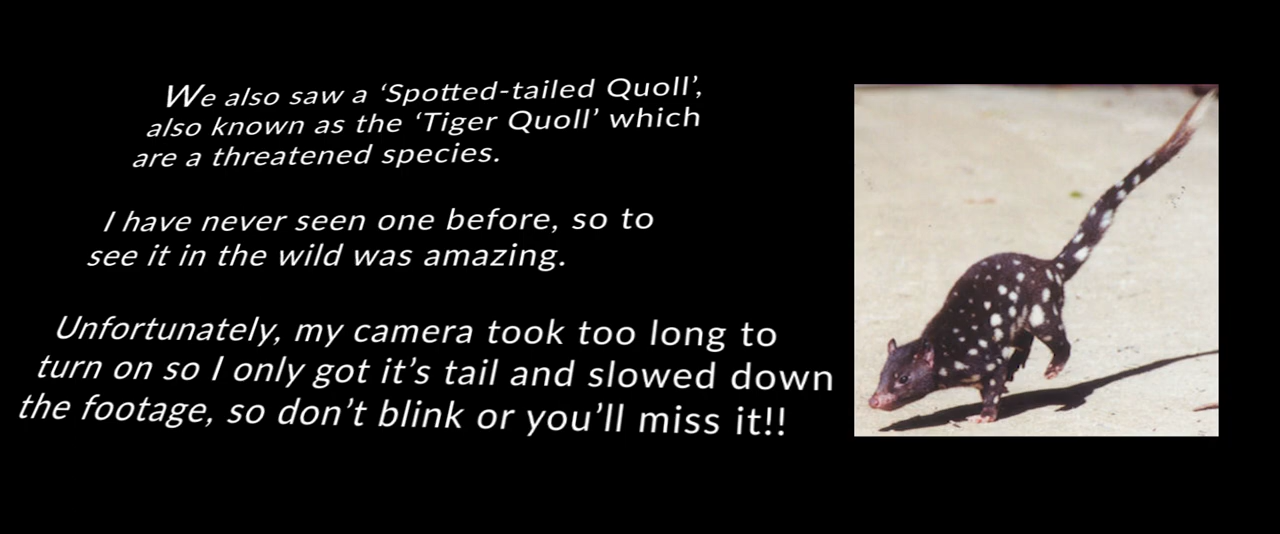 We also saw a ‘Spotted-tailed Quoll’,
also known as the ‘Tiger Quoll’ which
are a threatened species.
I have never seen one before, so to
see it in the wild was amazing.
Unfortunately, my camera took too long to
turn on so I only got it’s tail and slowed down
the footage, so don’t blink or you’ll miss it!!